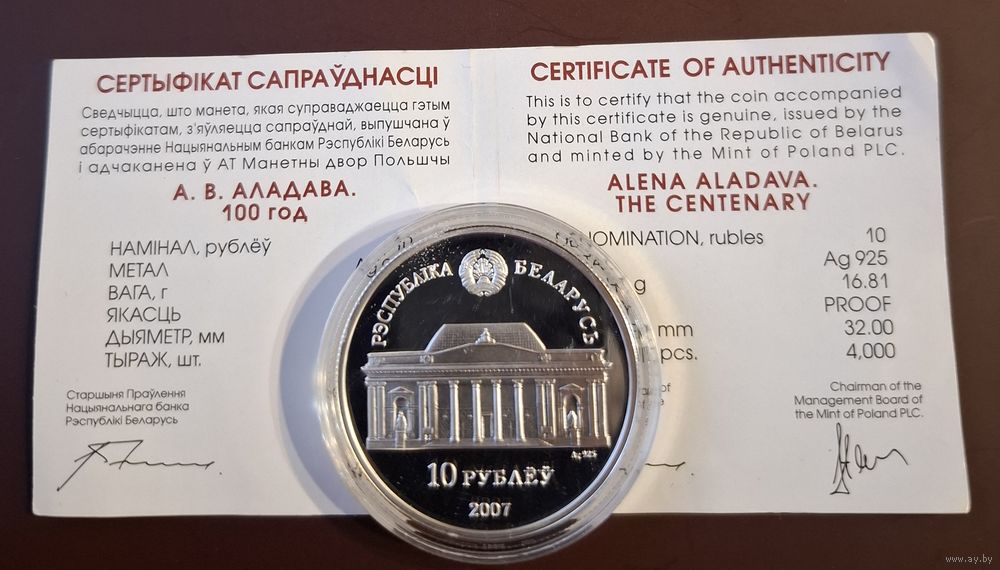 СЕРТЫФІКАТ САПРАЎДНАСЦІ
Сведчыцца, што манета, якая суправаджаецца гэтым
сертыфікатам, з'яўляецца сапраўднай, выпушчана ў
абарачэнне Нацыянальным банкам Рэспублікі Беларусь
і адчаканена ў АТ Манетны двор Польшчы
А. В. АЛАДАВА.
100 ГОД
НАМІНАЛ, рублёў
МЕТАЛ
ВАГА, г
ЯКАСЦЬ
ДЫЯМЕТР, мм
ТЫРАЖ, шт.
Старшыня Праўлення
Нацыянальнага банка
Рэспублікі Беларусь
CERTIFICATE OF AUTHENTICITY
This is to certify that the coin accompanied
by this certificate is genuine, issued by the
National Bank of the Republic of Belarus
and minted by the Mint of Poland PLC.
ALENA ALADAVA.
THE CENTENARY
NOMINATION, rubles 10
Ag 925
g 16.81
PROOF
mm 32.00
pcs. 4,000
Chairman of the
Management Board of
the Mint of Poland PLC.
РЭСПУБЛІКА БЕЛАРУСЬ
Ag 925
10 РУБЛЁЎ
2007
www.ay.by